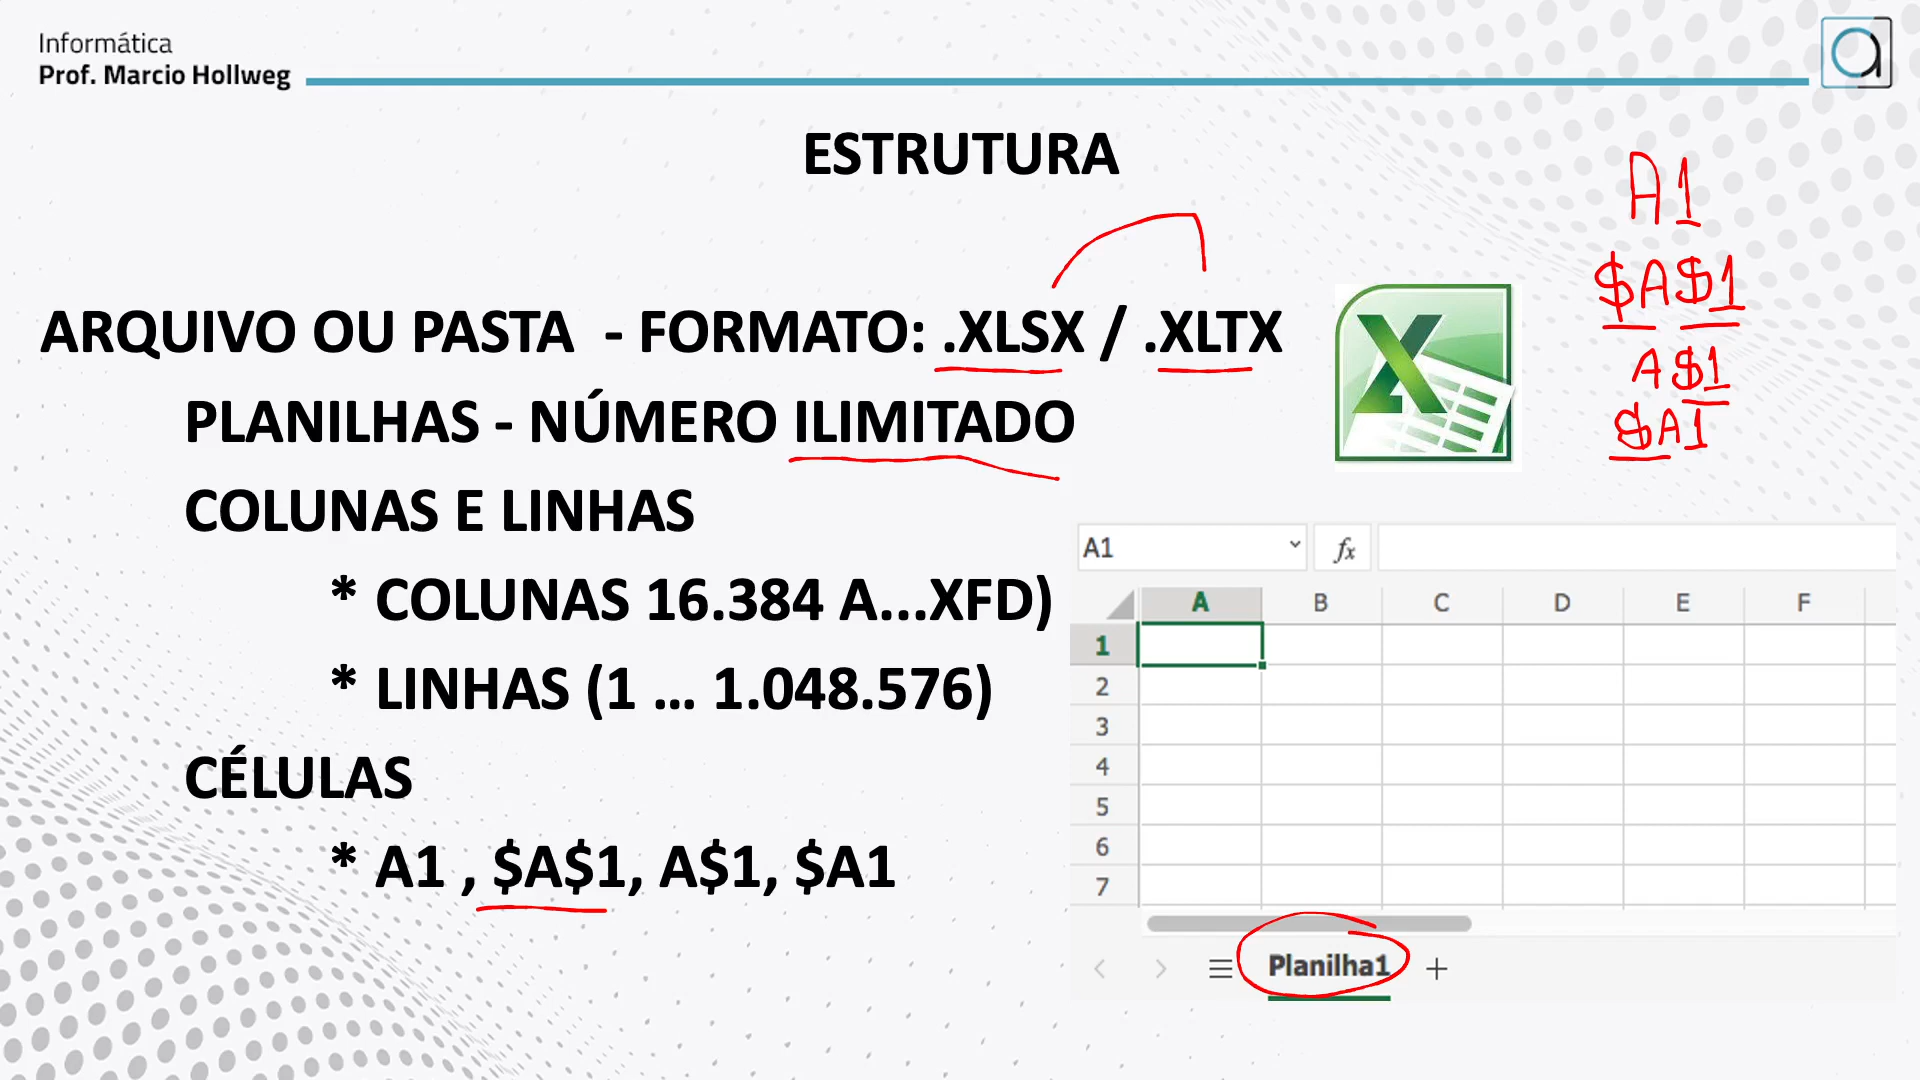 Informática
Prof. Marcio Hollweg
ESTRUTURA
A1
$A$1
A$1
$A1
ARQUIVO OU PASTA - FORMATO: .XLSX / .XLTX
PLANILHAS - NÚMERO ILIMITADO
COLUNAS E LINHAS
* COLUNAS 16.384 A...XFD)
* LINHAS (1 ... 1.048.576)
CÉLULAS
* A1 , $A$1, A$1, $A1
A1 fx
A B C D E F
1
2
3
4
5
6
7
Planilha1 +